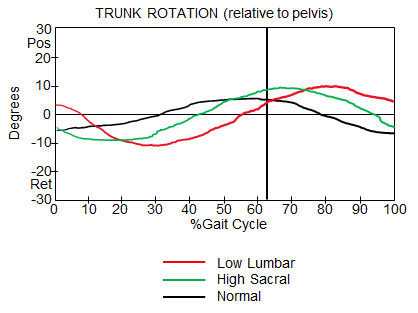 TRUNK ROTATION (relative to pelvis)
30
Pos
20
10
0
-10
-20
Ret
-30
Degrees
0 10 20 30 40 50 60 70 80 90 100
%Gait Cycle
Low Lumbar
High Sacral
Normal